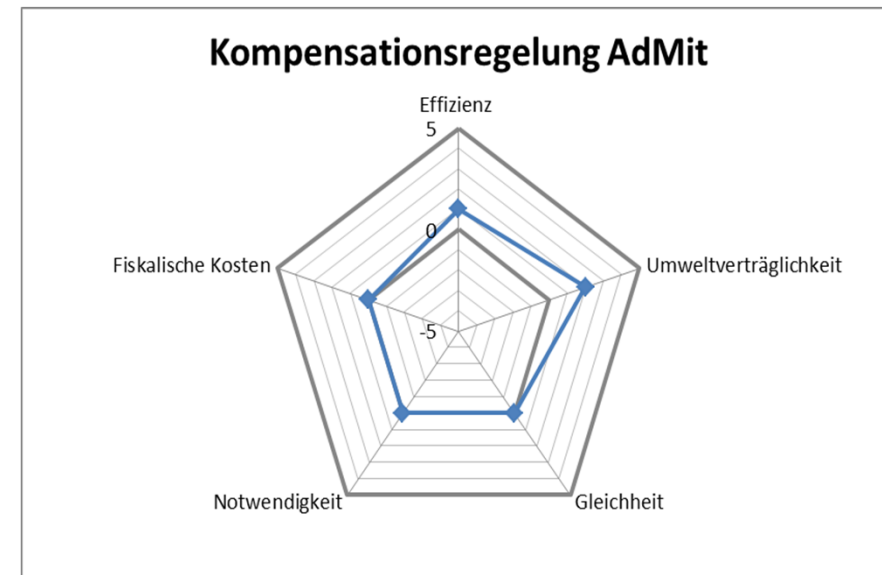 Kompensationsregelung AdMit
Effizienz
5
0
Fiskalische Kosten
Umweltverträglichkeit
-5
Notwendigkeit
Gleichheit